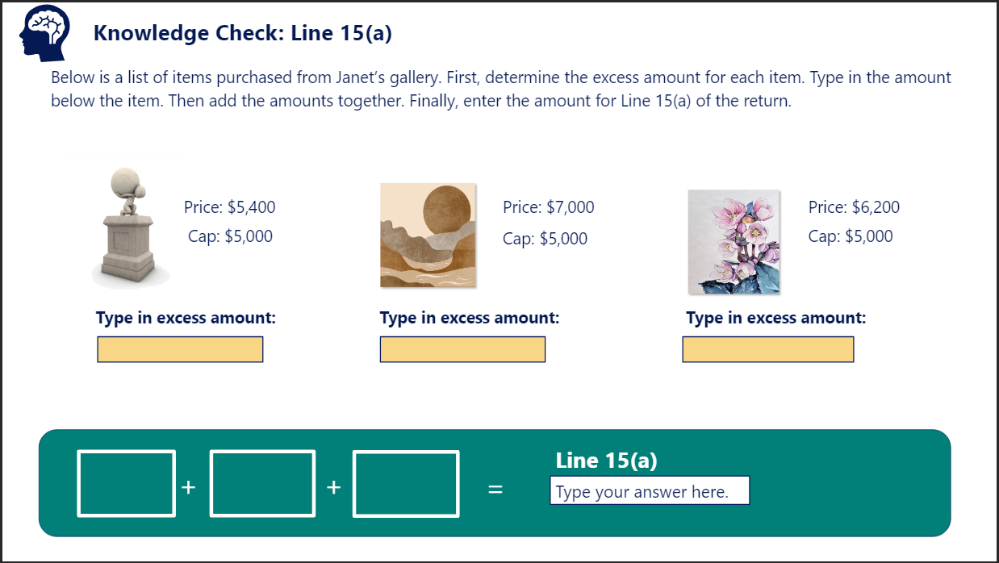 Knowledge Check: Line 15(a)
Below is a list of items purchased from Janet’s gallery. First, determine the excess amount for each item. Type in the amount
below the item. Then add the amounts together. Finally, enter the amount for Line 15(a) of the return.
Price: $5,400
Cap: $5,000
Price: $7,000
Cap: $5,000
Price: $6,200
Cap: $5,000
Type in excess amount:
Type in excess amount:
Type in excess amount:
+
+
=
Line 15(a)
Type your answer here.